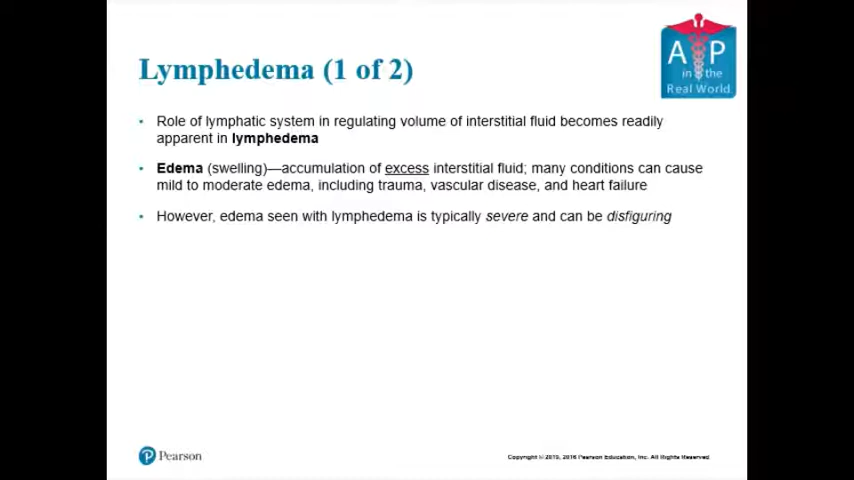 Lymphedema (1 of 2)
A P
in the
Real World
• Role of lymphatic system in regulating volume of interstitial fluid becomes readily
apparent in lymphedema
• Edema (swelling)—accumulation of excess interstitial fluid; many conditions can cause
mild to moderate edema, including trauma, vascular disease, and heart failure
• However, edema seen with lymphedema is typically severe and can be disfiguring
P Pearson
Copyright © 2019, 2016 Pearson Education, Inc. All Rights Reserved